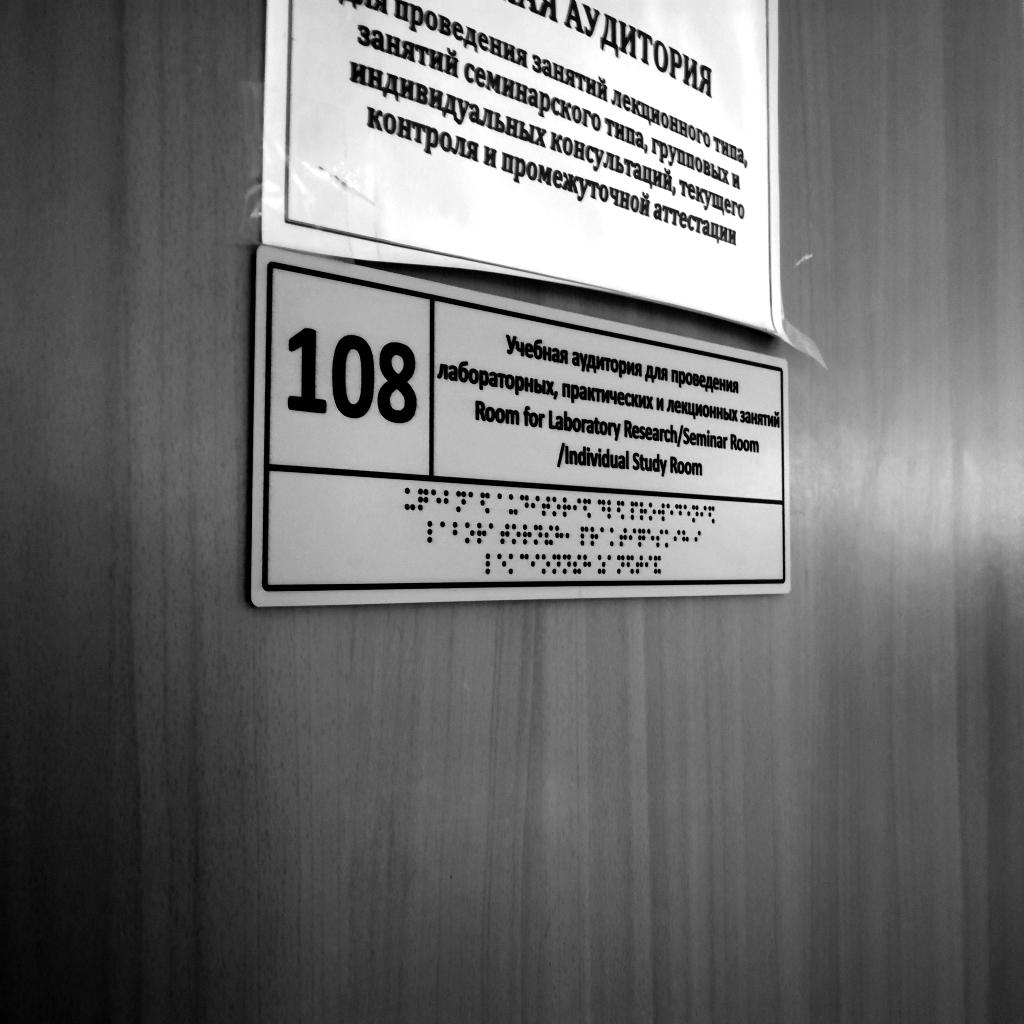 АУДИТОРИЯ
для проведения занятий лекционного типа,
занятий семинарского типа, групповых и
индивидуальных консультаций, текущего
контроля и промежуточной аттестации
108
Учебная аудитория для проведения
лабораторных, практических и лекционных занятий
Room for Laboratory Research/Seminar Room
/Individual Study Room